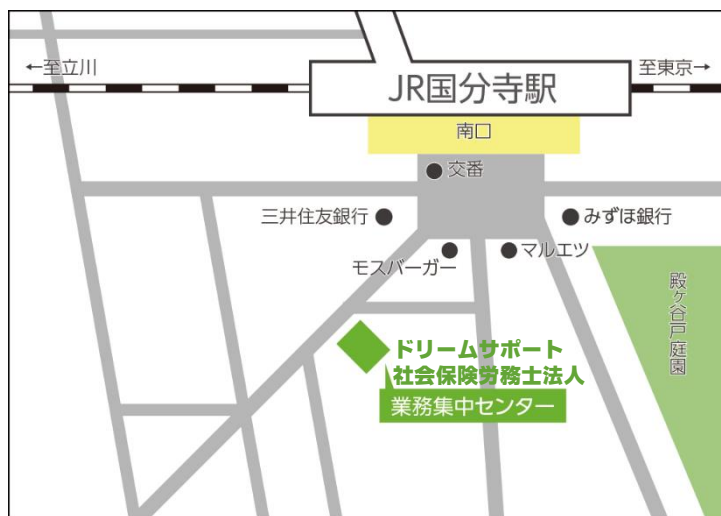 ←至立川
至東京→
JR国分寺駅
南口
交番
三井住友銀行
みずほ銀行
モスバーガー
マルエツ
殿ヶ谷戸庭園
ドリームサポート
社会保険労務士法人
業務集中センター